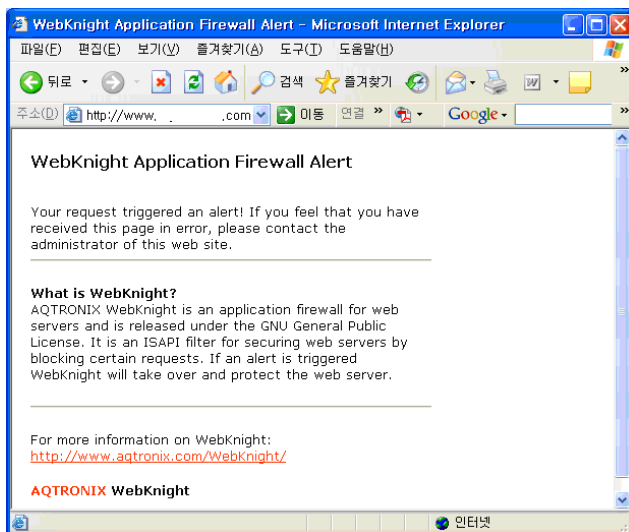 WebKnight Application Firewall Alert - Microsoft Internet Explorer
파일(F) 편집(E) 보기(V) 즐겨찾기(A) 도구(T) 도움말(H)
뒤로 검색 즐겨찾기 »
주소(D) http://www. . .com 이동 연결 » Google »
WebKnight Application Firewall Alert
Your request triggered an alert! If you feel that you have
received this page in error, please contact the
administrator of this web site.
What is WebKnight?
AQTRONIX WebKnight is an application firewall for web
servers and is released under the GNU General Public
License. It is an ISAPI filter for securing web servers by
blocking certain requests. If an alert is triggered
WebKnight will take over and protect the web server.
For more information on WebKnight:
http://www.aqtronix.com/WebKnight/
AQTRONIX WebKnight
인터넷